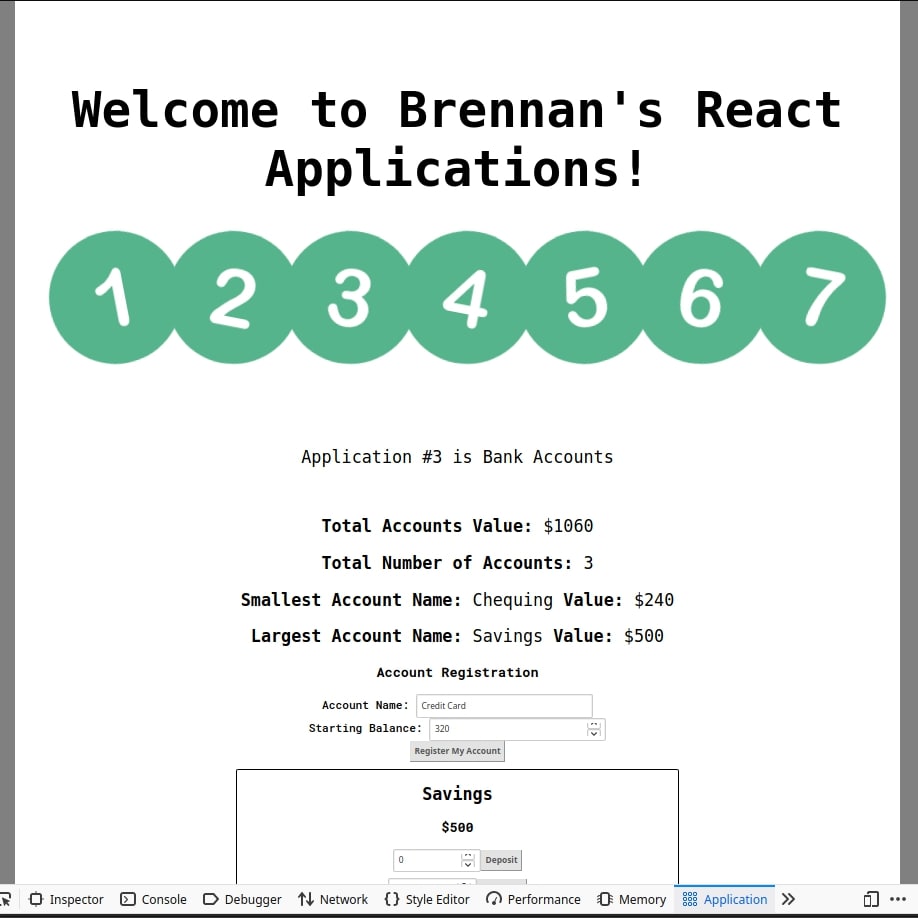 Welcome to Brennan's React
Applications!
1 2 3 4 5 6 7
Application #3 is Bank Accounts
Total Accounts Value: $1060
Total Number of Accounts: 3
Smallest Account Name: Chequing Value: $240
Largest Account Name: Savings Value: $500
Account Registration
Account Name: Credit Card
Starting Balance: 320
Register My Account
Savings
$500
0 Deposit
Inspector Console Debugger Network Style Editor Performance Memory Application